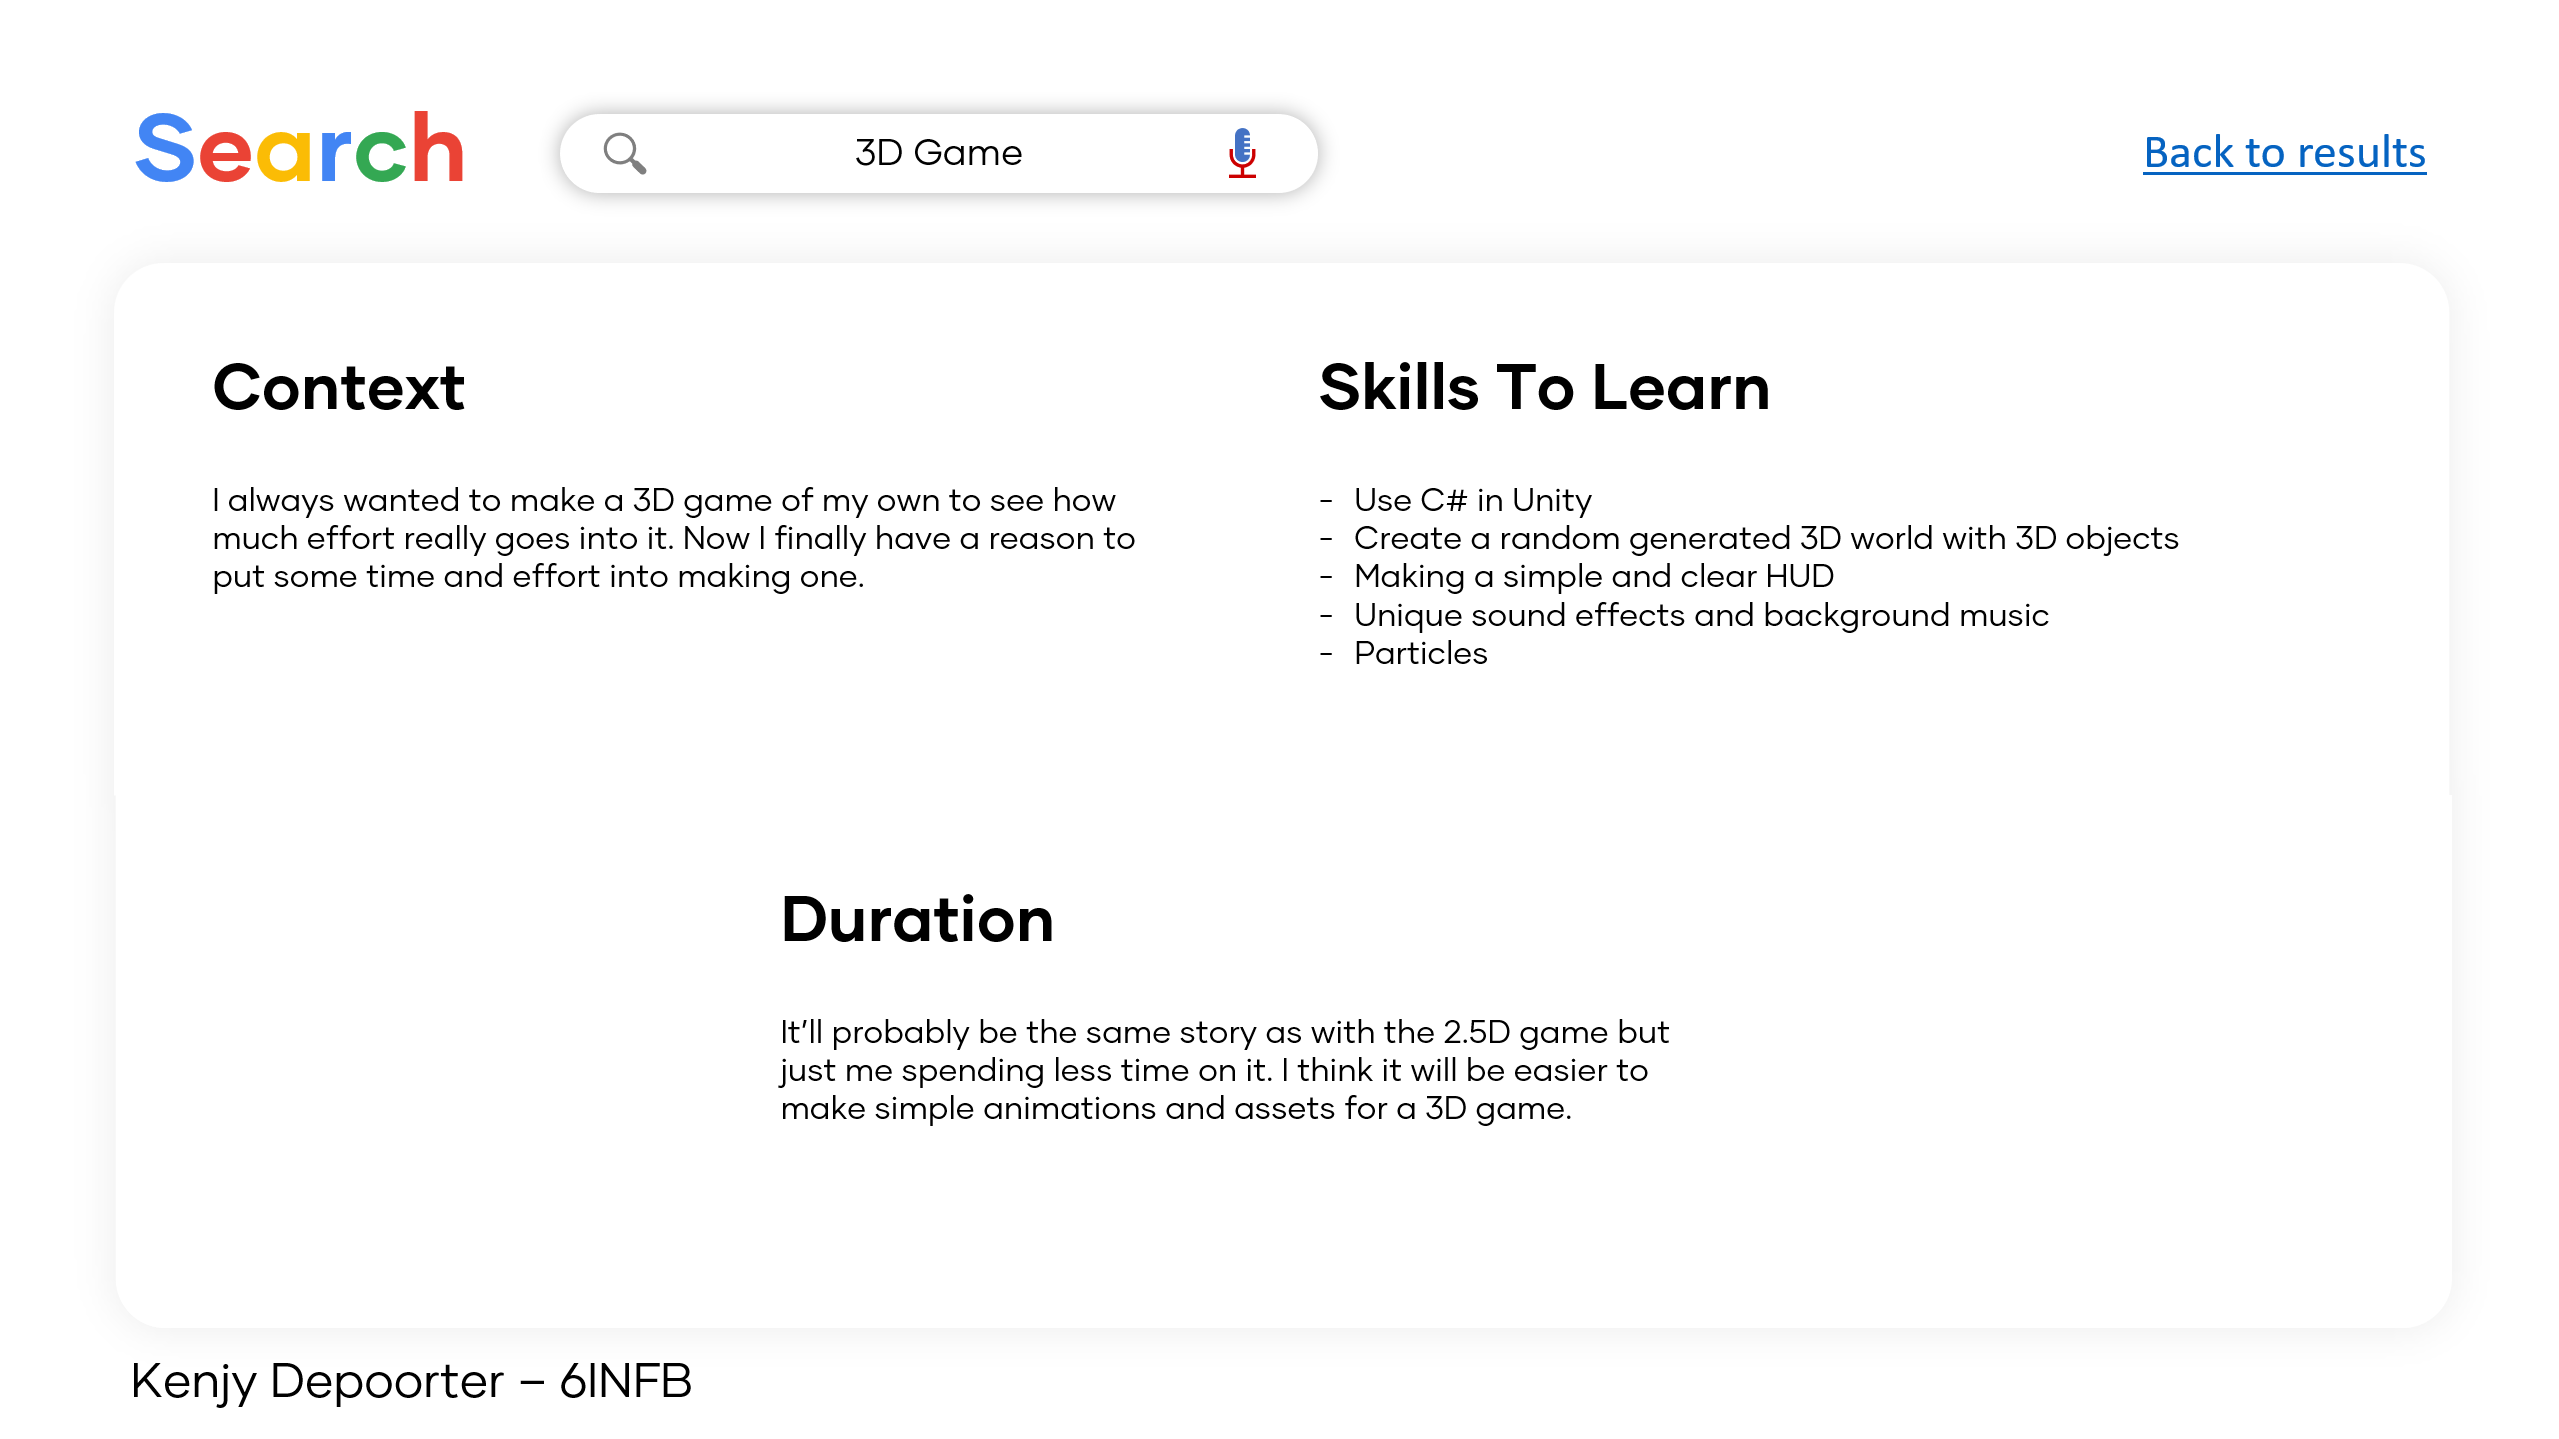 Search
3D Game
Back to results
Context
I always wanted to make a 3D game of my own to see how
much effort really goes into it. Now I finally have a reason to
put some time and effort into making one.
Skills To Learn
- Use C# in Unity
- Create a random generated 3D world with 3D objects
- Making a simple and clear HUD
- Unique sound effects and background music
- Particles
Duration
It’ll probably be the same story as with the 2.5D game but
just me spending less time on it. I think it will be easier to
make simple animations and assets for a 3D game.
Kenjy Depoorter – 6INFB